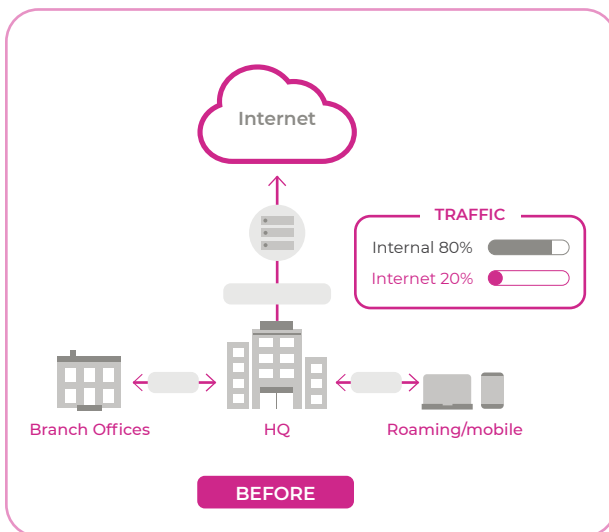 Internet
TRAFFIC
Internal 80%
Internet 20%
Branch Offices
HQ
Roaming/mobile
BEFORE